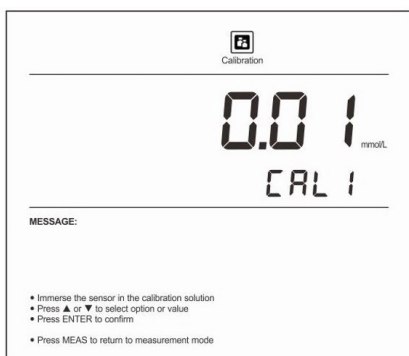 Calibration
0.01 mmol/L
CAL 1
MESSAGE:
• Immerse the sensor in the calibration solution
• Press ▲ or ▼ to select option or value
• Press ENTER to confirm
• Press MEAS to return to measurement mode